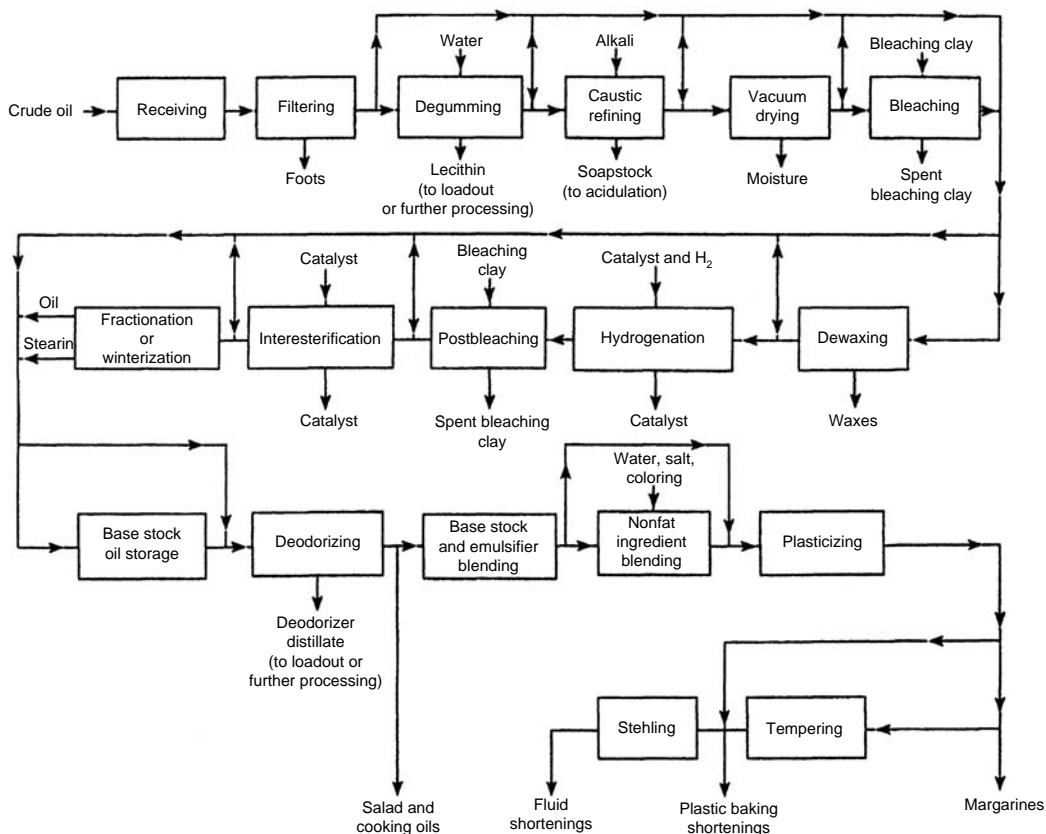 Water
Alkali
Bleaching clay
Crude oil
Receiving
Filtering
Degumming
Caustic
refining
Vacuum
drying
Bleaching
Foots
Lecithin
(to loadout
or further processing)
Soapstock
(to acidulation)
Moisture
Spent
bleaching clay
Catalyst
Bleaching
clay
Catalyst and H2
Oil
Stearin
Fractionation
or
winterization
Interesterification
Postbleaching
Hydrogenation
Dewaxing
Catalyst
Spent bleaching
clay
Catalyst
Waxes
Water, salt,
coloring
Base stock
oil storage
Deodorizing
Base stock
and emulsifier
blending
Nonfat
ingredient
blending
Plasticizing
Deodorizer
distillate
(to loadout or
further processing)
Stehling
Tempering
Salad and
cooking oils
Fluid
shortenings
Plastic baking
shortenings
Margarines